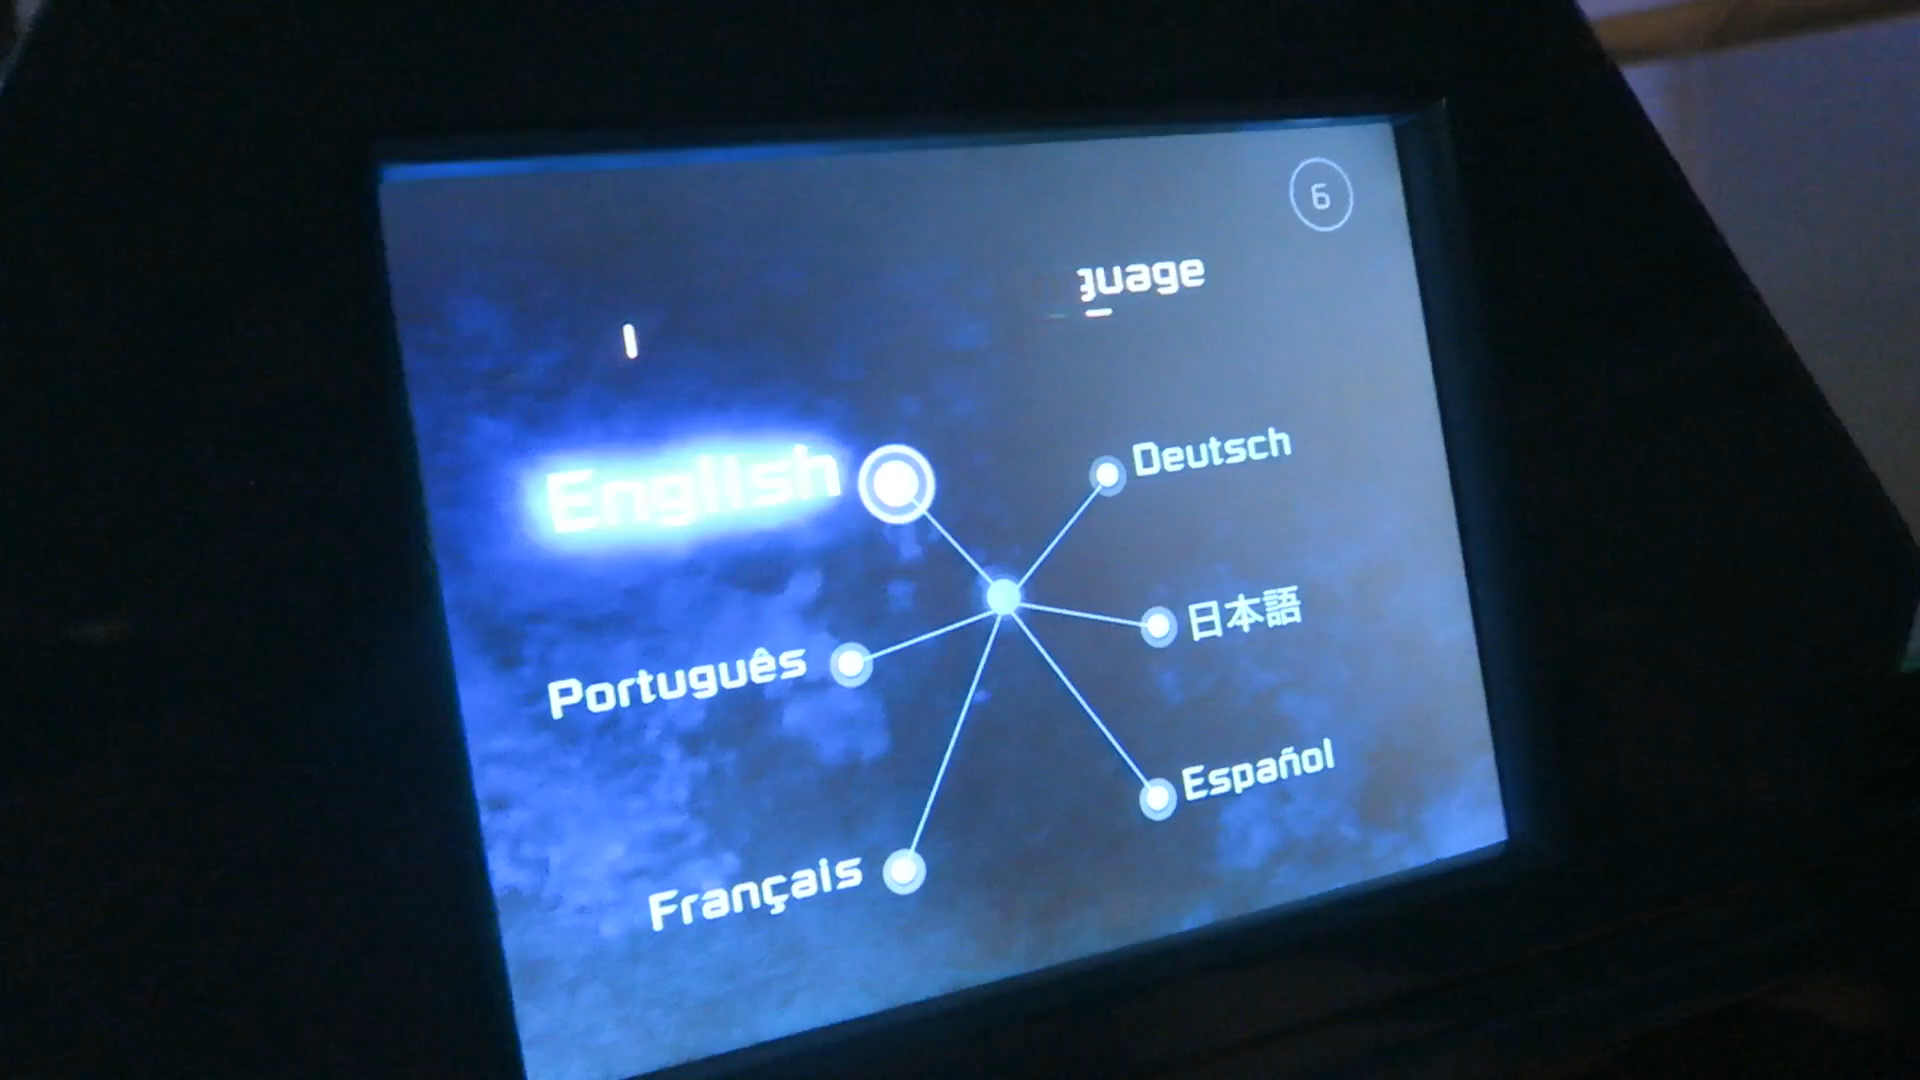 6
guage
English
Deutsch
Português
日本語
Français
Español